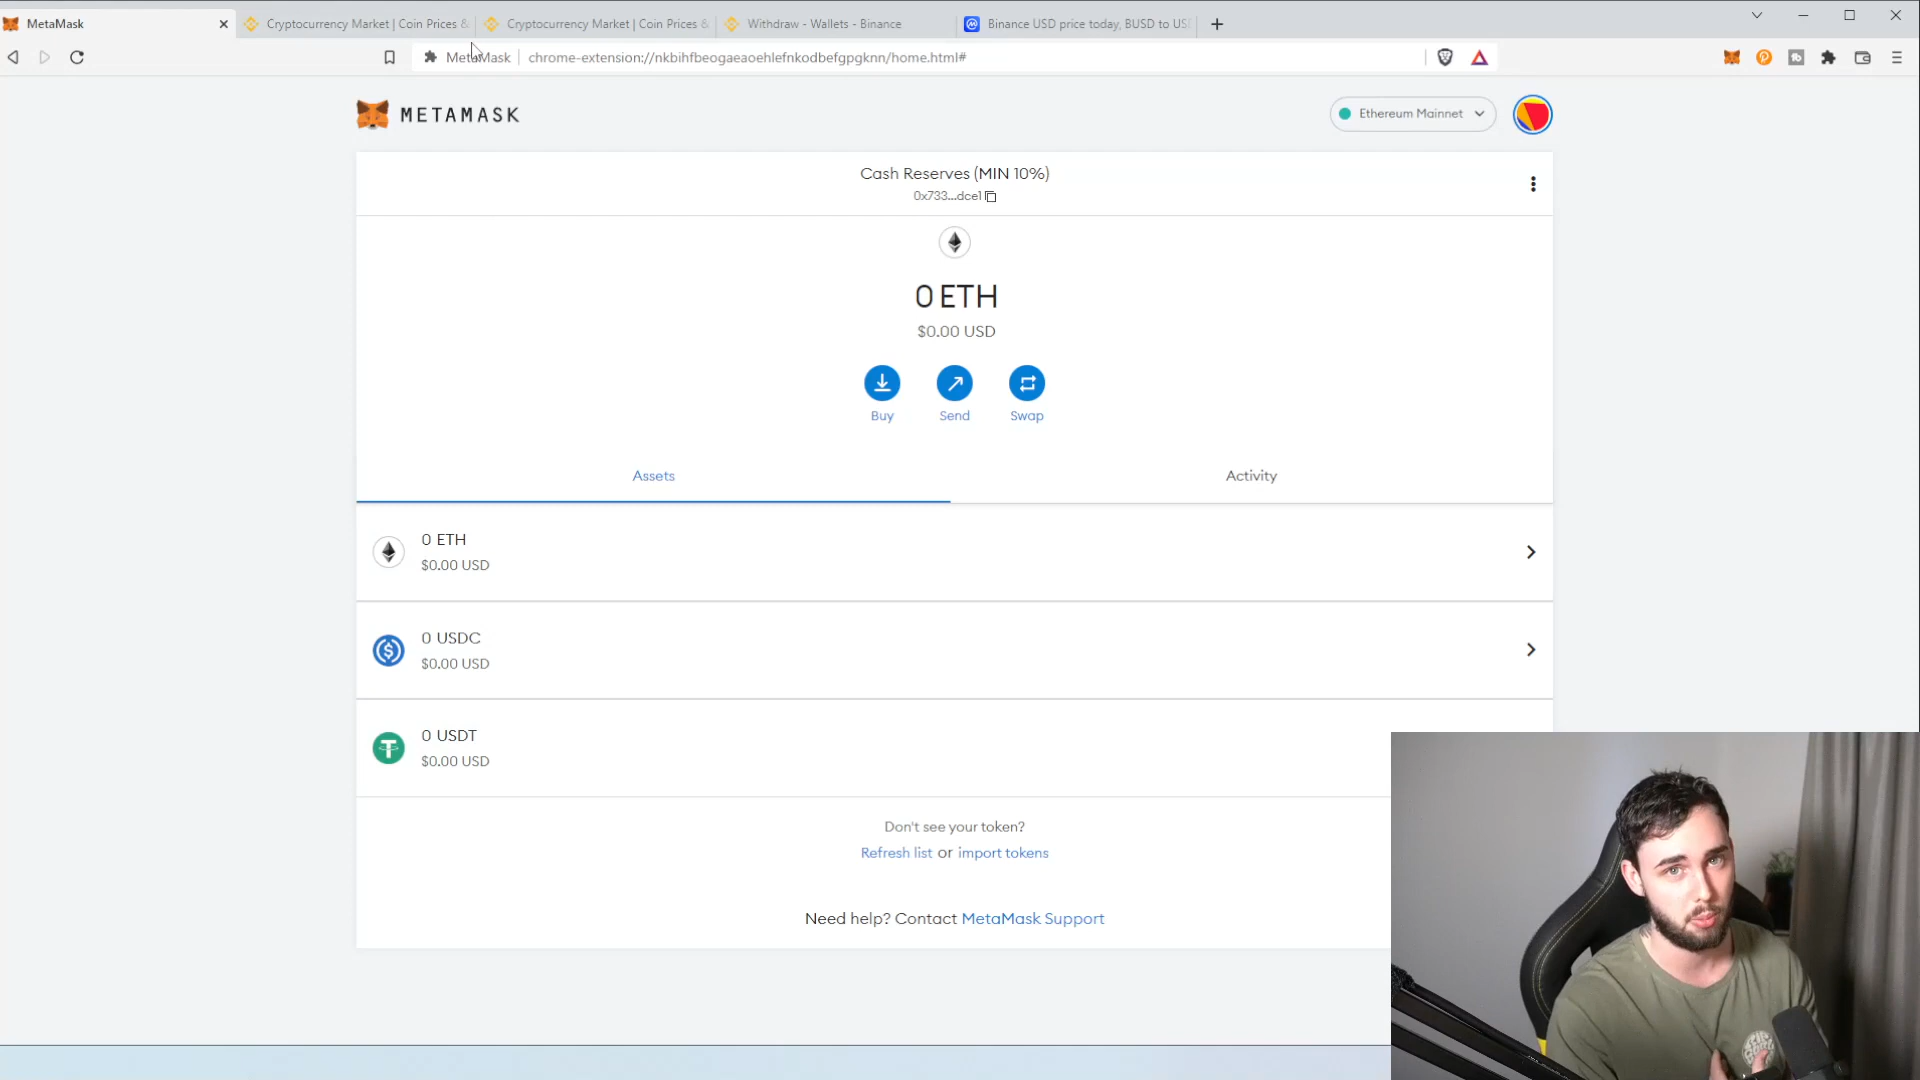 MetaMask
Cryptocurrency Market | Coin Prices &
Cryptocurrency Market | Coin Prices &
Withdraw - Wallets - Binance
Binance USD price today, BUSD to US
MetaMask
chrome-extension://nkbihfbeogaeaoehlefnkodbefgpgknn/home.html#
METAMASK
Ethereum Mainnet
Cash Reserves (MIN 10%)
0x733...dce1
0 ETH
$0.00 USD
Buy
Send
Swap
Assets
Activity
0 ETH
$0.00 USD
0 USDC
$0.00 USD
0 USDT
$0.00 USD
Don't see your token?
Refresh list or import tokens
Need help? Contact MetaMask Support